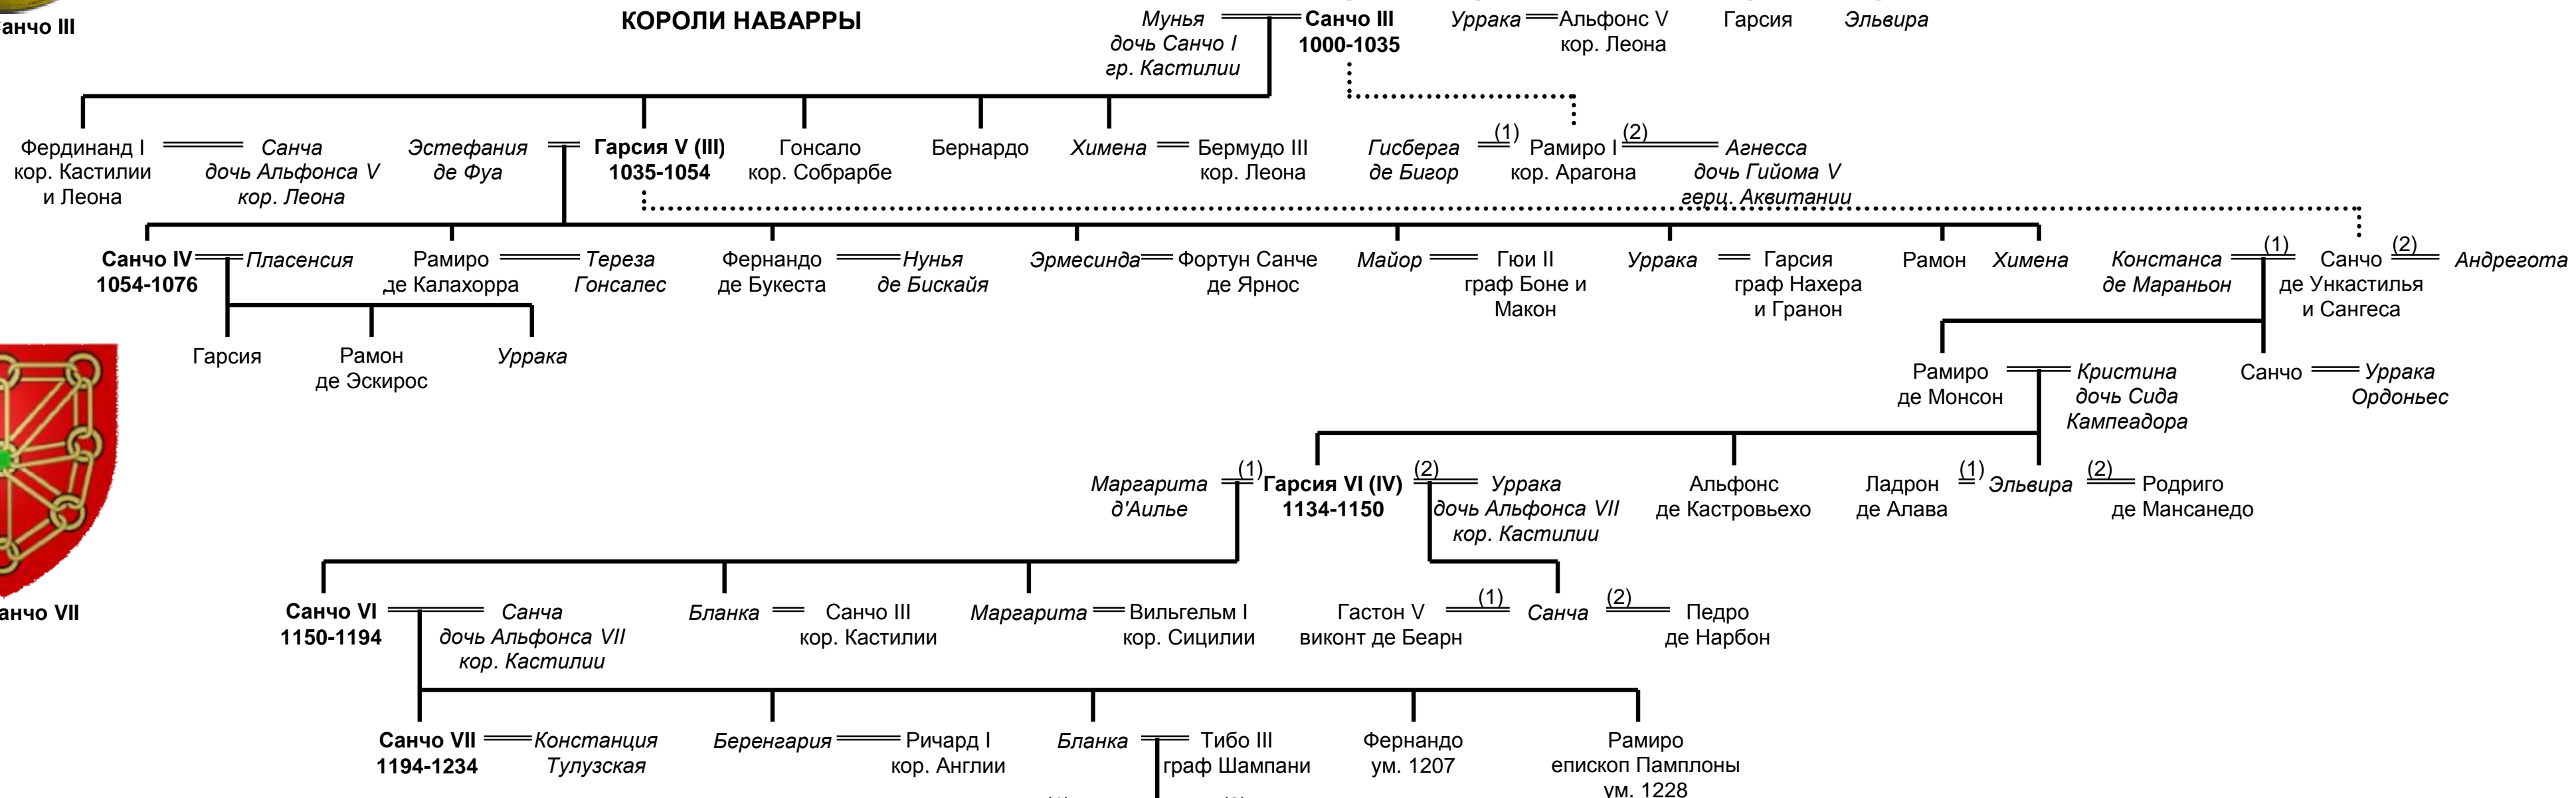 анчо III
КОРОЛИ НАВАРРЫ
Мунья
дочь Санчо I
гр. Кастилии
Санчо III
1000-1035
Уррака
Альфонс V
кор. Леона
Гарсия
Эльвира
Фердинанд I
кор. Кастилии
и Леона
Санча
дочь Альфонса V
кор. Леона
Эстефания
де Фуа
Гарсия V (III)
1035-1054
Гонсало
кор. Собрарбе
Бернардо
Химена
Бермудо III
кор. Леона
Гисберга
де Бигор
(1)
Рамиро I
кор. Арагона
(2)
Агнесса
дочь Гийома V
герц. Аквитании
Санчо IV
1054-1076
Пласенсия
Рамиро
де Калахорра
Тереза
Гонсалес
Фернандо
де Букеста
Нунья
де Бискайя
Эрмесинда
Фортун Санче
де Ярнос
Майор
Гюи II
граф Боне и
Макон
Уррака
Гарсия
граф Нахера
и Гранон
Рамон
Химена
Констанса
де Мараньон
(1)
Санчо
де Ункастилья
и Сангеса
(2)
Андрегота
Гарсия
Рамон
де Эскирос
Уррака
Рамиро
де Монсон
Кристина
дочь Сида
Кампеадора
Санчо
Уррака
Ордоньес
Маргарита
д'Аилье
(1)
Гарсия VI (IV)
1134-1150
(2)
Уррака
дочь Альфонса VII
кор. Кастилии
Альфонс
де Кастровьехо
Ладрон
де Алава
(1)
Эльвира
(2)
Родриго
де Мансанедо
анчо VII
Санчо VI
1150-1194
Санча
дочь Альфонса VII
кор. Кастилии
Бланка
Санчо III
кор. Кастилии
Маргарита
Вильгельм I
кор. Сицилии
Гастон V
виконт де Беарн
(1)
Санча
(2)
Педро
де Нарбон
Санчо VII
1194-1234
Констанция
Тулузская
Беренгария
Ричард I
кор. Англии
Бланка
Тибо III
граф Шампани
Фернандо
ум. 1207
Рамиро
епископ Памплоны
ум. 1228